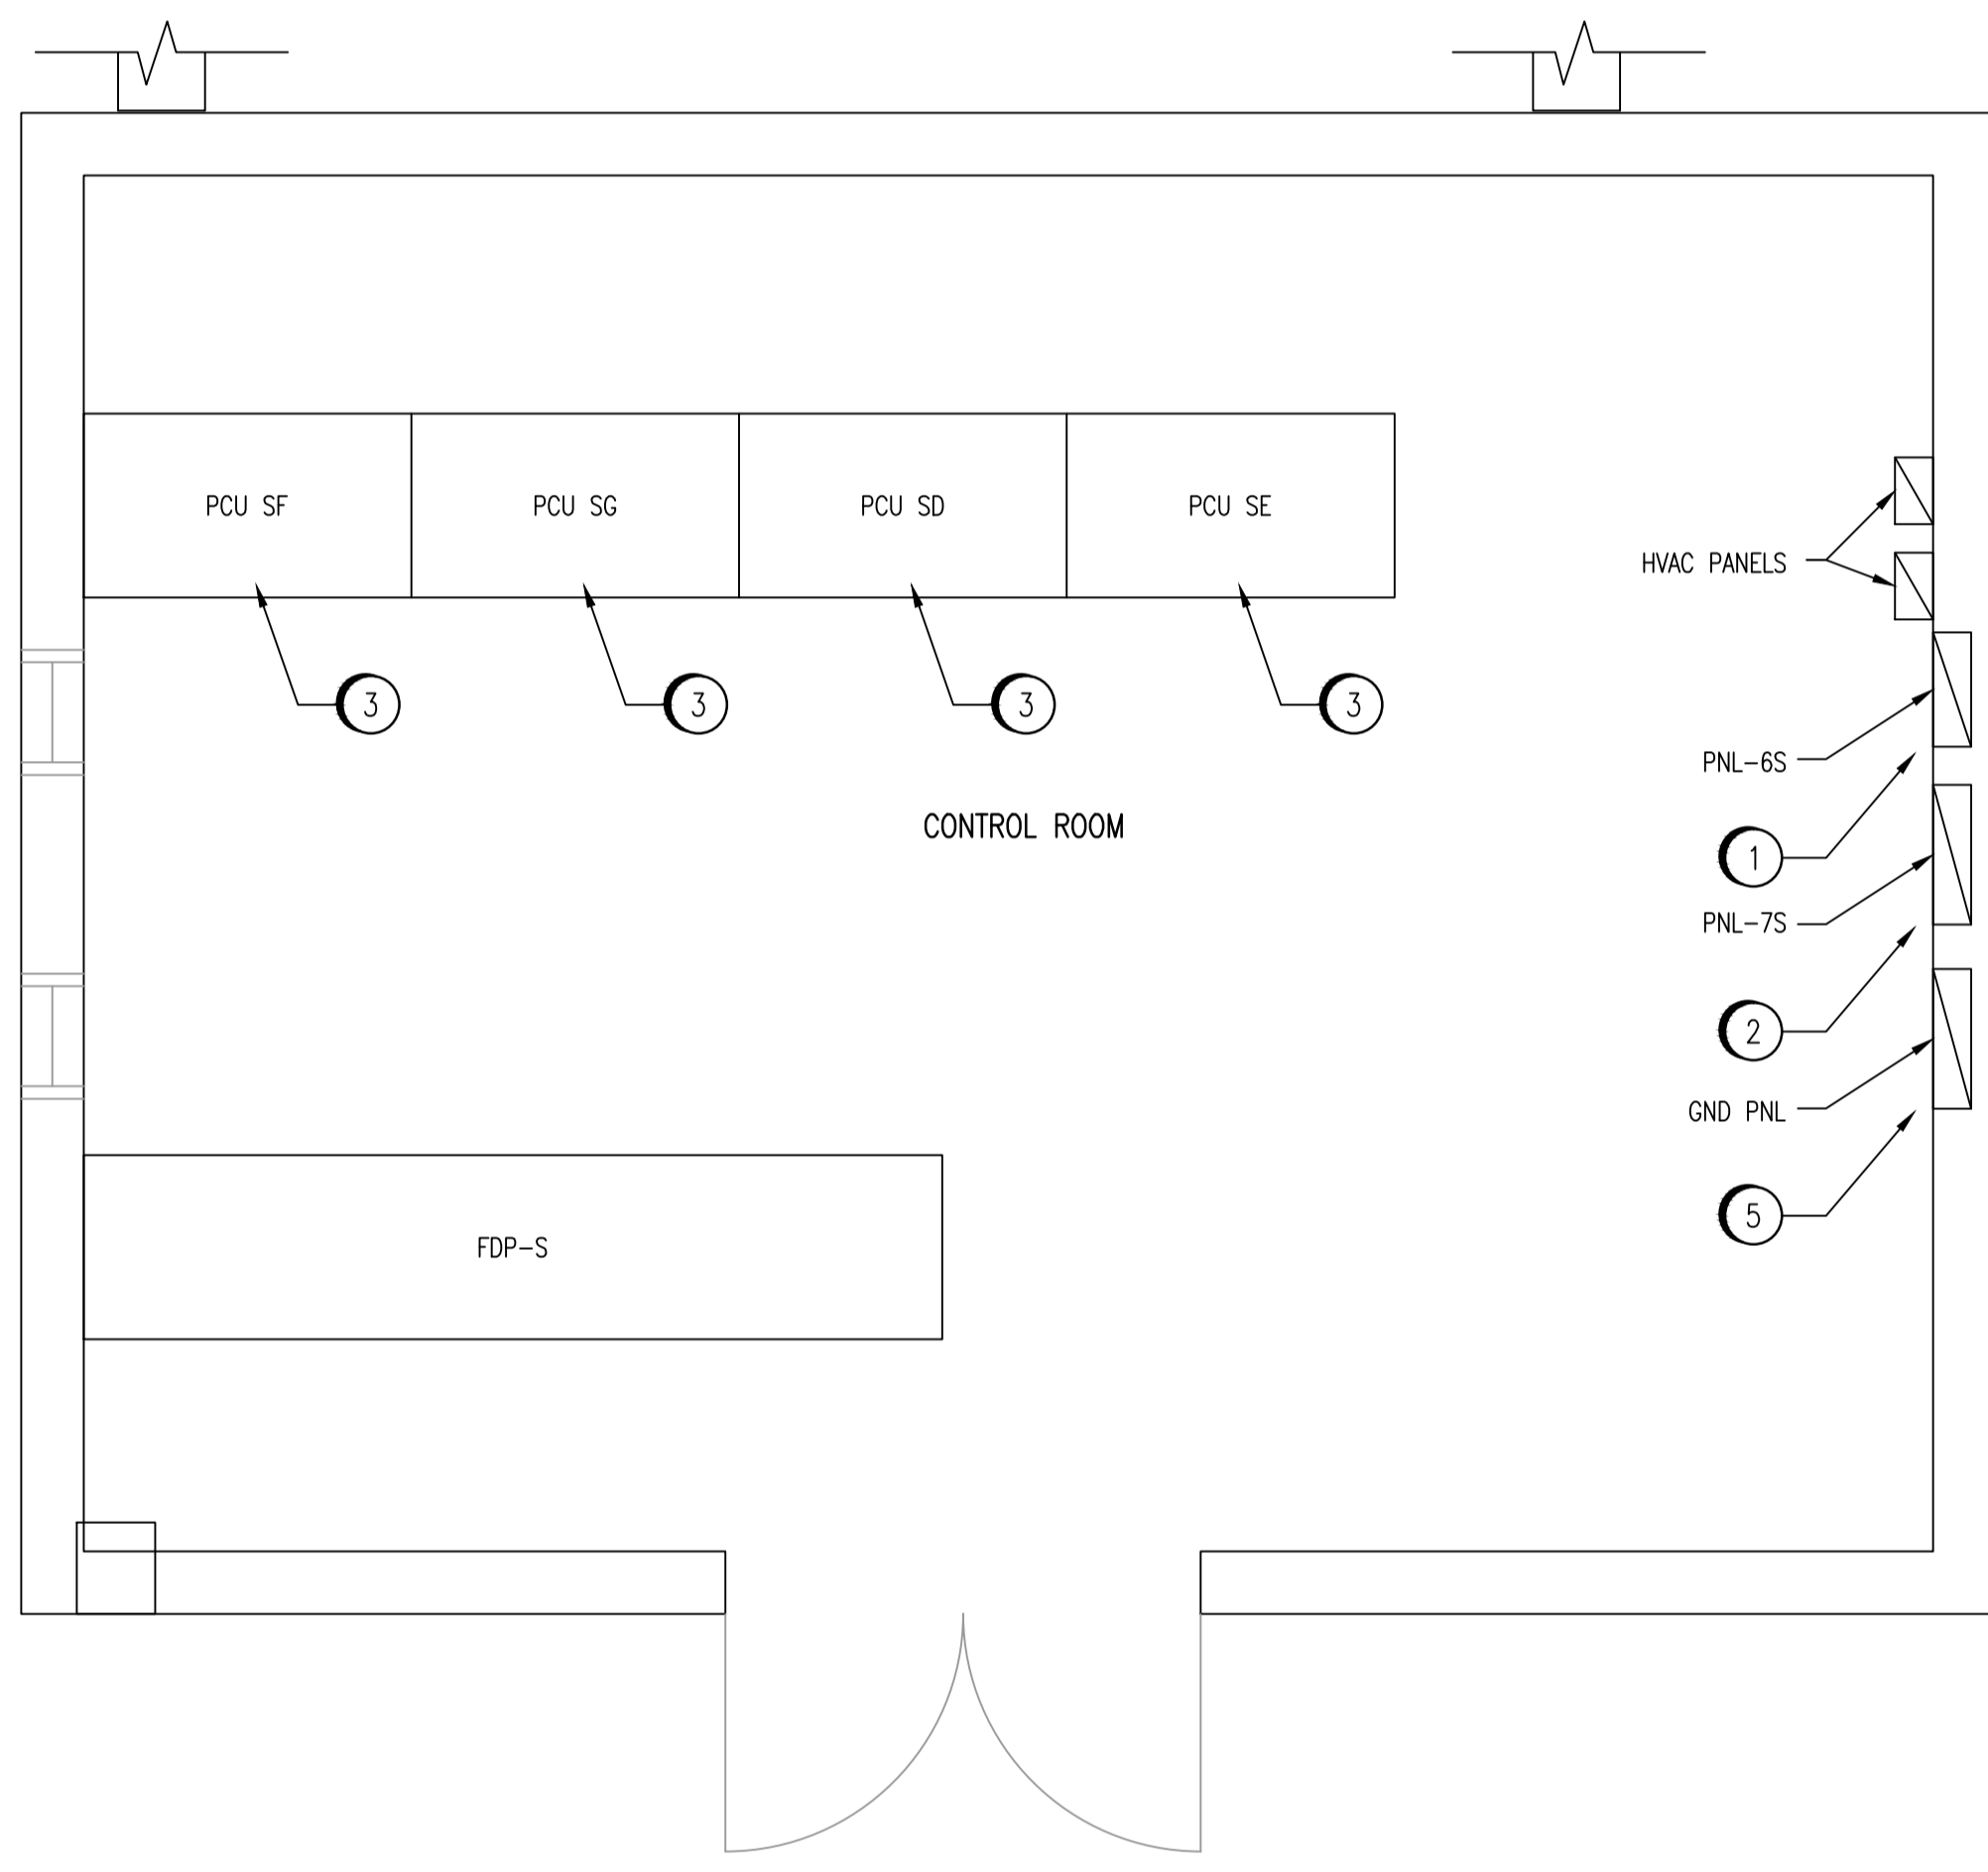 PCU SF
PCU SG
PCU SD
PCU SE
HVAC PANELS
3
3
3
3
PNL-6S
CONTROL ROOM
1
PNL-7S
2
GND PNL
5
FDP-S